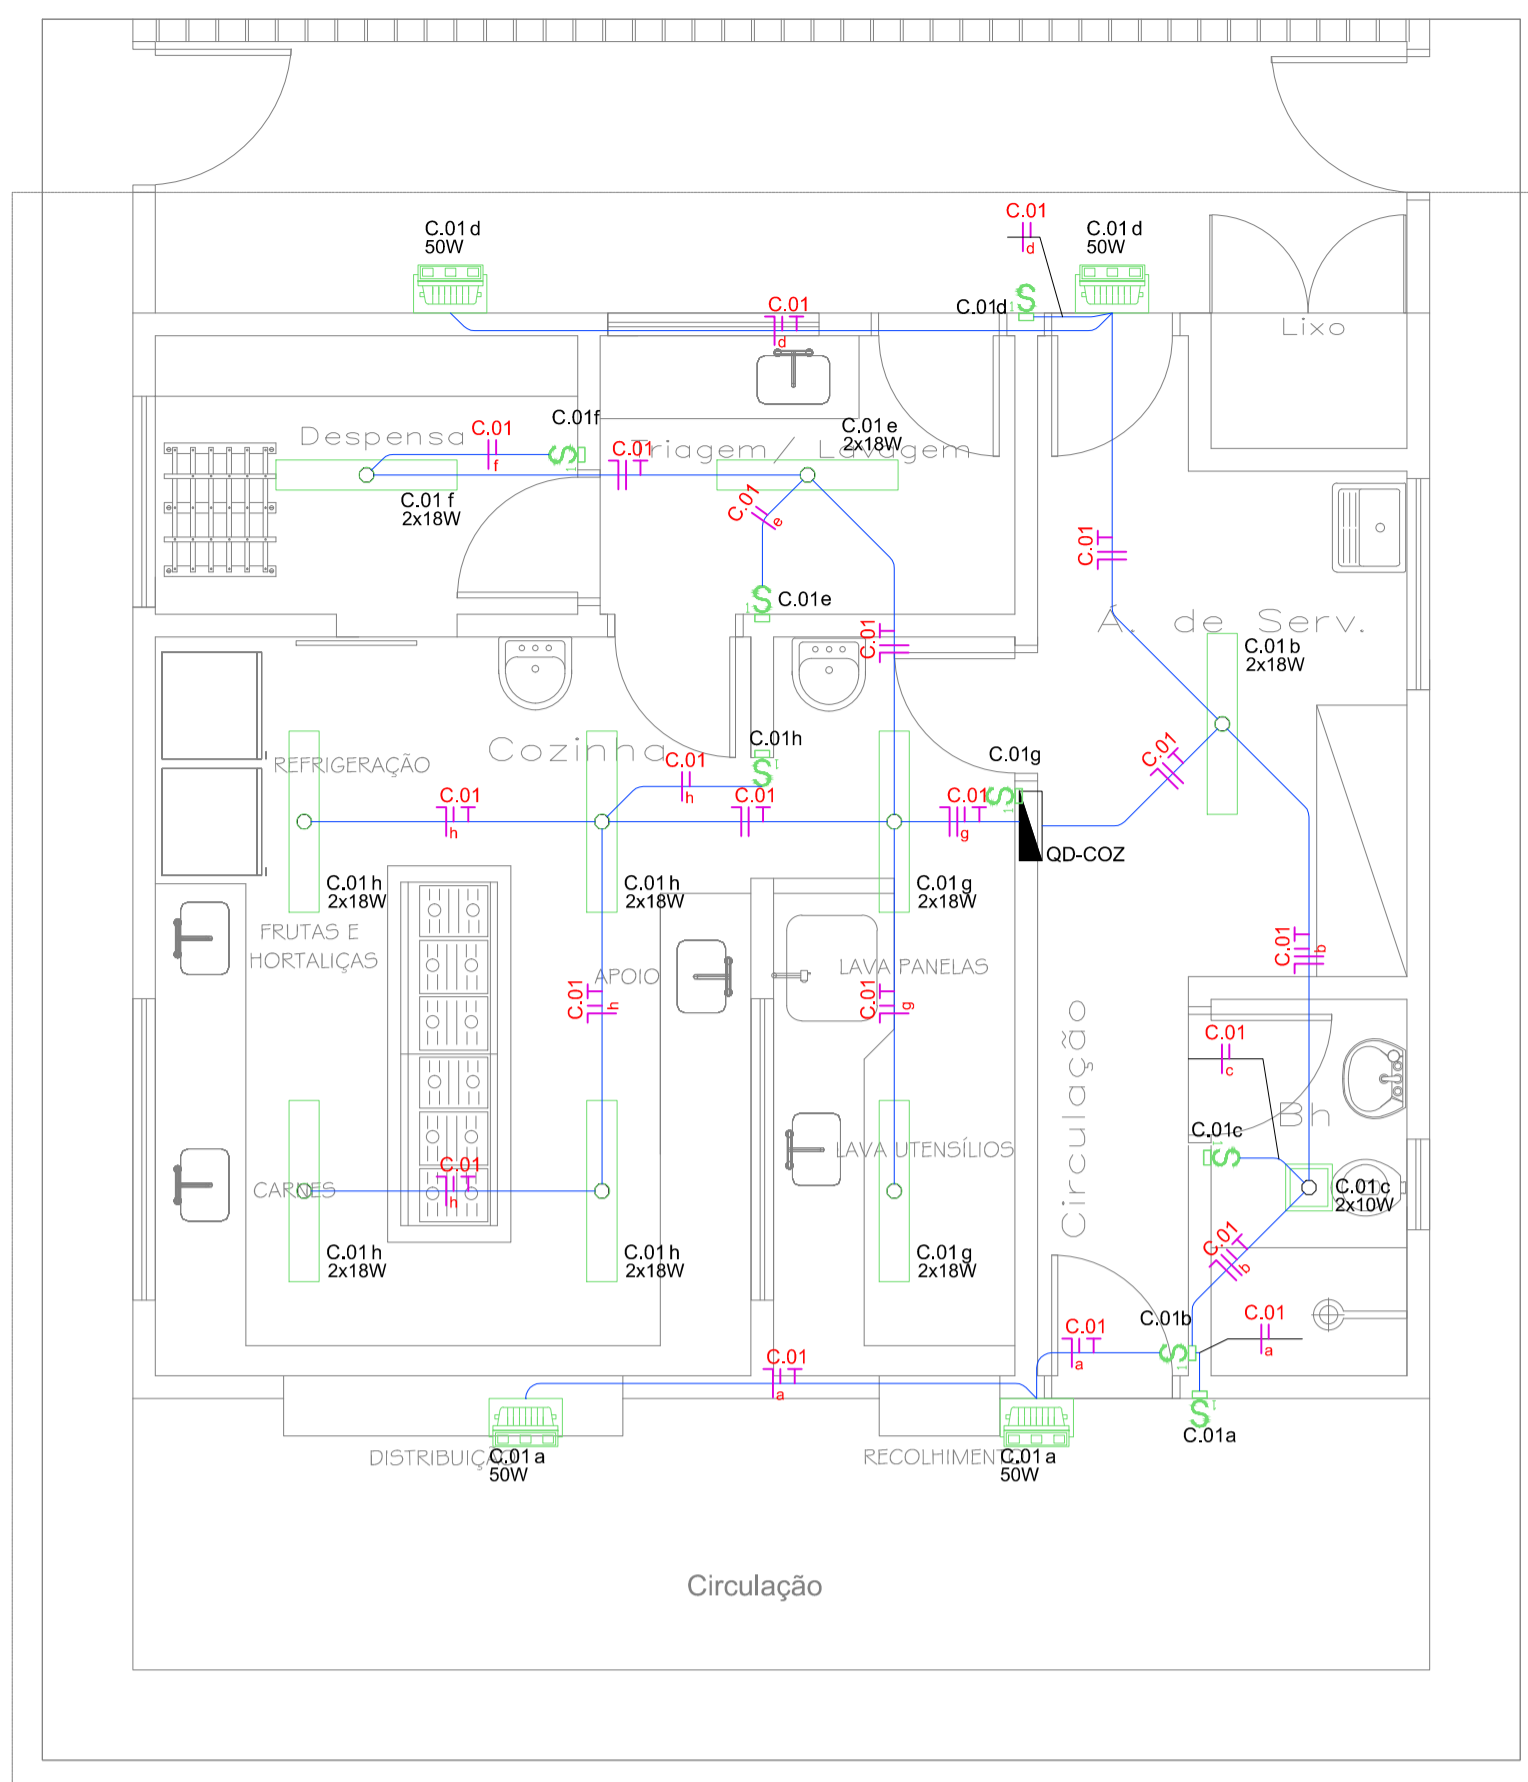 C.01 d
50W
C.01
d
C.01 d
50W
C.01d
C.01
d
Lixo
C.01f
C.01
f
Despensa
C.01 e
2x18W
C.01
Triagem/ Lavagem
C.01 f
2x18W
C.01
e
C.01
C.01e
Á. de Serv.
C.01
C.01 b
2x18W
Cozinha
C.01h
C.01g
C.01
REFRIGERAÇÃO
C.01
h
C.01
h
C.01
C.01
g
QD-COZ
C.01 h
2x18W
C.01 h
2x18W
C.01 g
2x18W
FRUTAS E
HORTALIÇAS
APOIO
LAVA PANELAS
C.01
b
C.01
h
C.01
g
Circulação
C.01
c
Bh
C.01c
LAVA UTENSÍLIOS
CARNES
C.01
h
C.01 c
2x10W
C.01 h
2x18W
C.01 h
2x18W
C.01 g
2x18W
C.01
b
C.01b
C.01
a
C.01
a
C.01
a
C.01a
DISTRIBUIÇÃO
C.01 a
50W
RECOLHIMENTO
C.01 a
50W
Circulação